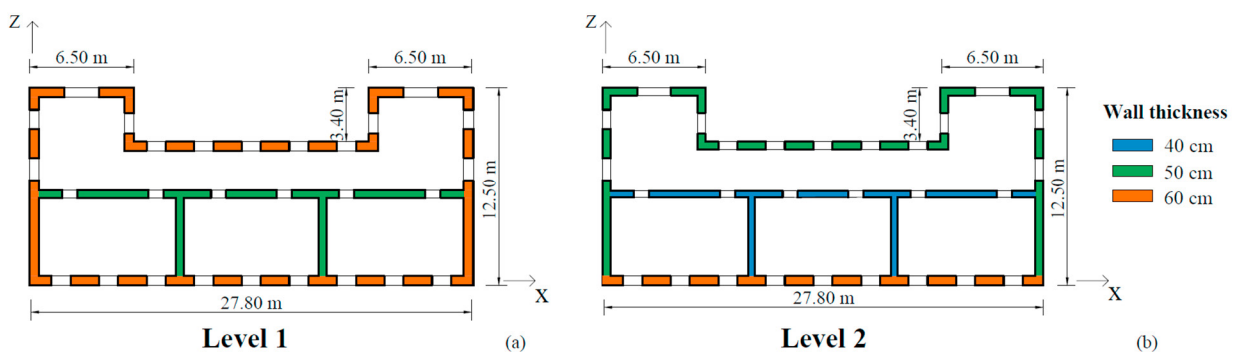 Z
6.50 m
6.50 m
3.40 m
12.50 m
X
27.80 m
Level 1
(a)
Z
6.50 m
6.50 m
3.40 m
12.50 m
X
27.80 m
Level 2
(b)
Wall thickness
40 cm
50 cm
60 cm